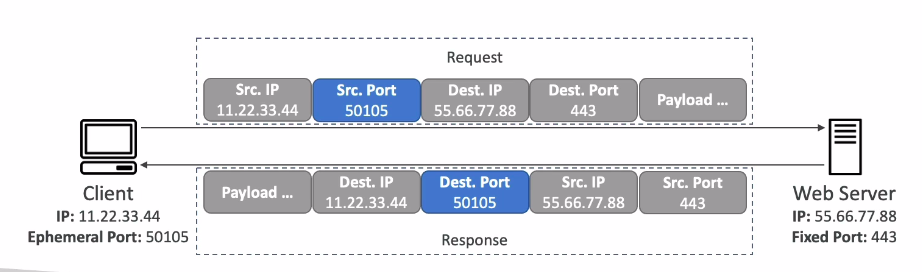 Request
Src. IP
11.22.33.44
Src. Port
50105
Dest. IP
55.66.77.88
Dest. Port
443
Payload ...
Client
IP: 11.22.33.44
Ephemeral Port: 50105
Web Server
IP: 55.66.77.88
Fixed Port: 443
Payload ...
Dest. IP
11.22.33.44
Dest. Port
50105
Src. IP
55.66.77.88
Src. Port
443
Response